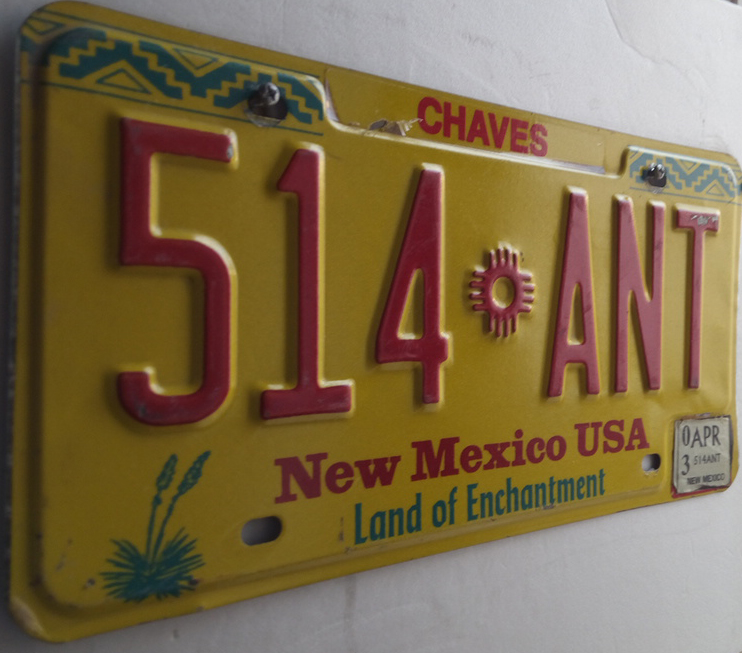 CHAVES
514 ANT
New Mexico USA
Land of Enchantment
0 APR
3 514ANT
NEW MEXICO